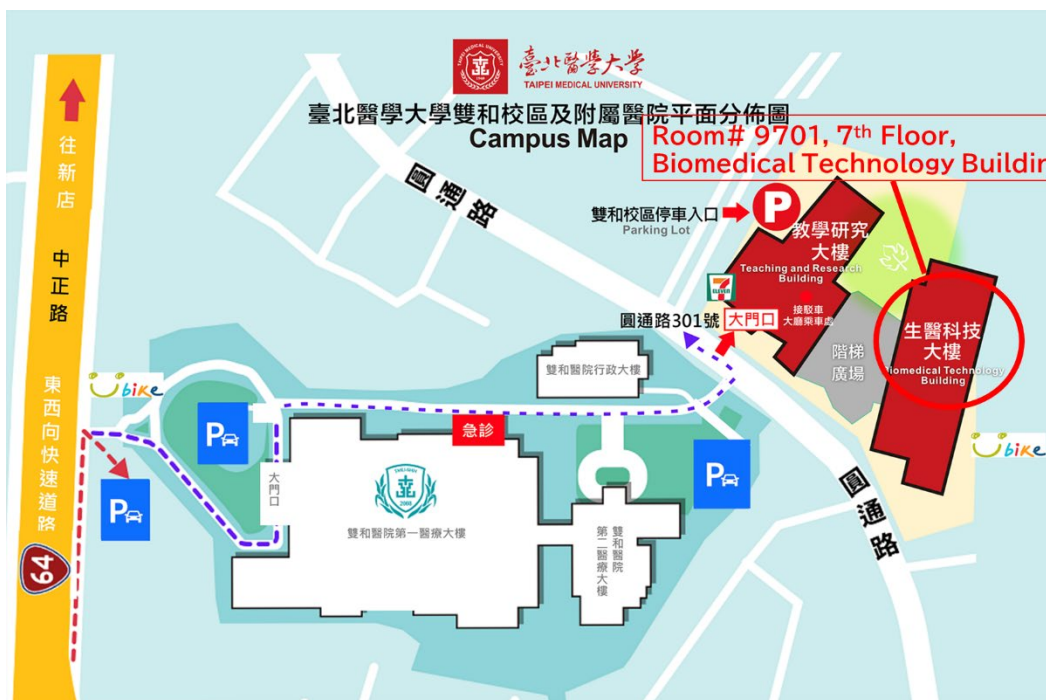 臺北醫學大學
TAIPEI MEDICAL UNIVERSITY
臺北醫學大學雙和校區及附屬醫院平面分佈圖
Campus Map
Room# 9701, 7th Floor,
Biomedical Technology Buildin
往新店
中正路
東西向快速道路
64
圓通路
雙和校區停車入口
Parking Lot
P
教學研究
大樓
Teaching and Research
Building
7
ELEVEN
接駁車
大廳乘車處
圓通路301號
大門口
階梯
廣場
生醫科技
大樓
Biomedical Technology
Building
Ubike
雙和醫院行政大樓
急診
P
大門口
P
P
雙和醫院第一醫療大樓
2008
雙和醫院
第二醫療大樓
圓通路
Ubike